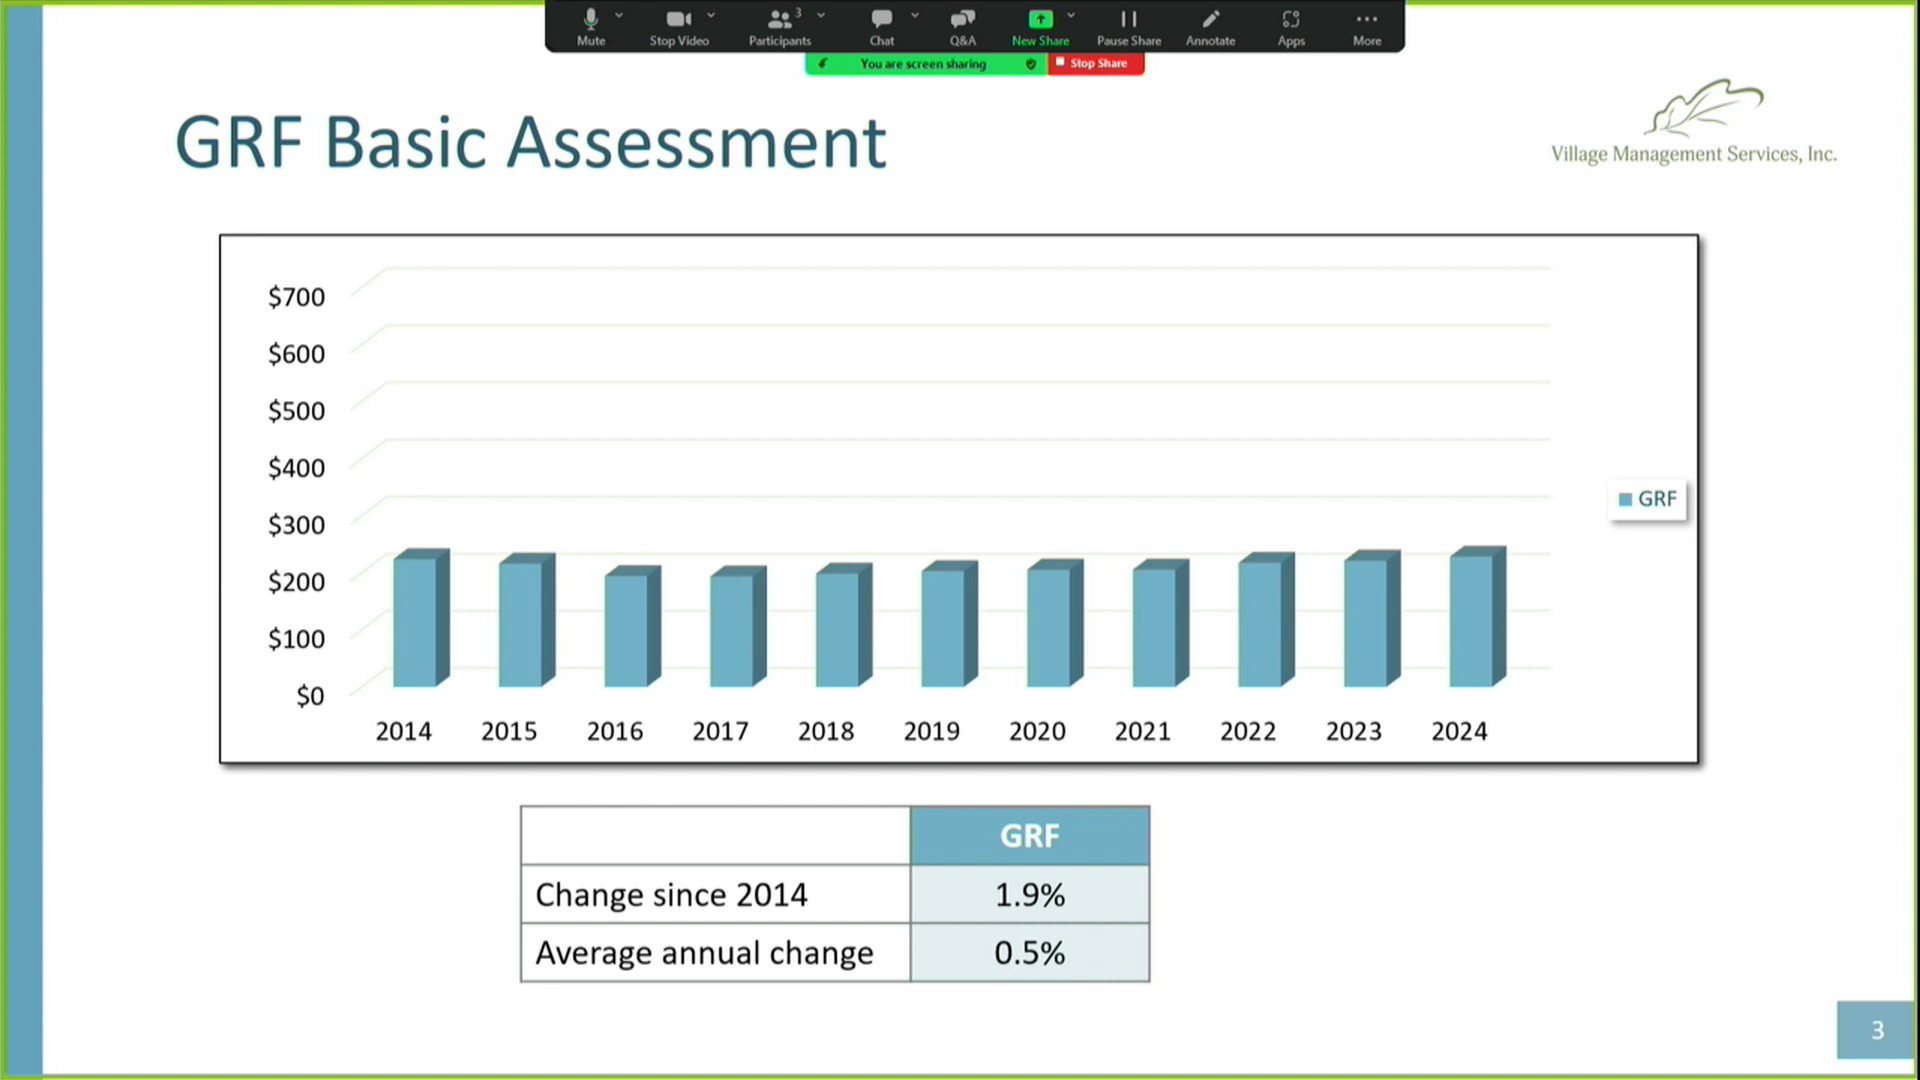 Mute
Stop Video
Participants 3
Chat
Q&A
New Share
Pause Share
Annotate
Apps
More
You are screen sharing
Stop Share
GRF Basic Assessment
Village Management Services, Inc.
$700
$600
$500
$400
$300
$200
$100
$0
2014 2015 2016 2017 2018 2019 2020 2021 2022 2023 2024
GRF
GRF
Change since 2014 1.9%
Average annual change 0.5%
3